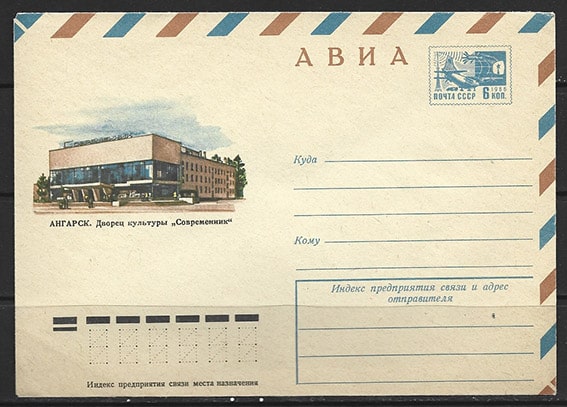 АВИА
ПОЧТА СССР 1966 6 КОП.
АНГАРСК. Дворец культуры „Современник“
Куда
Кому
Индекс предприятия связи и адрес
отправителя
Индекс предприятия связи места назначения